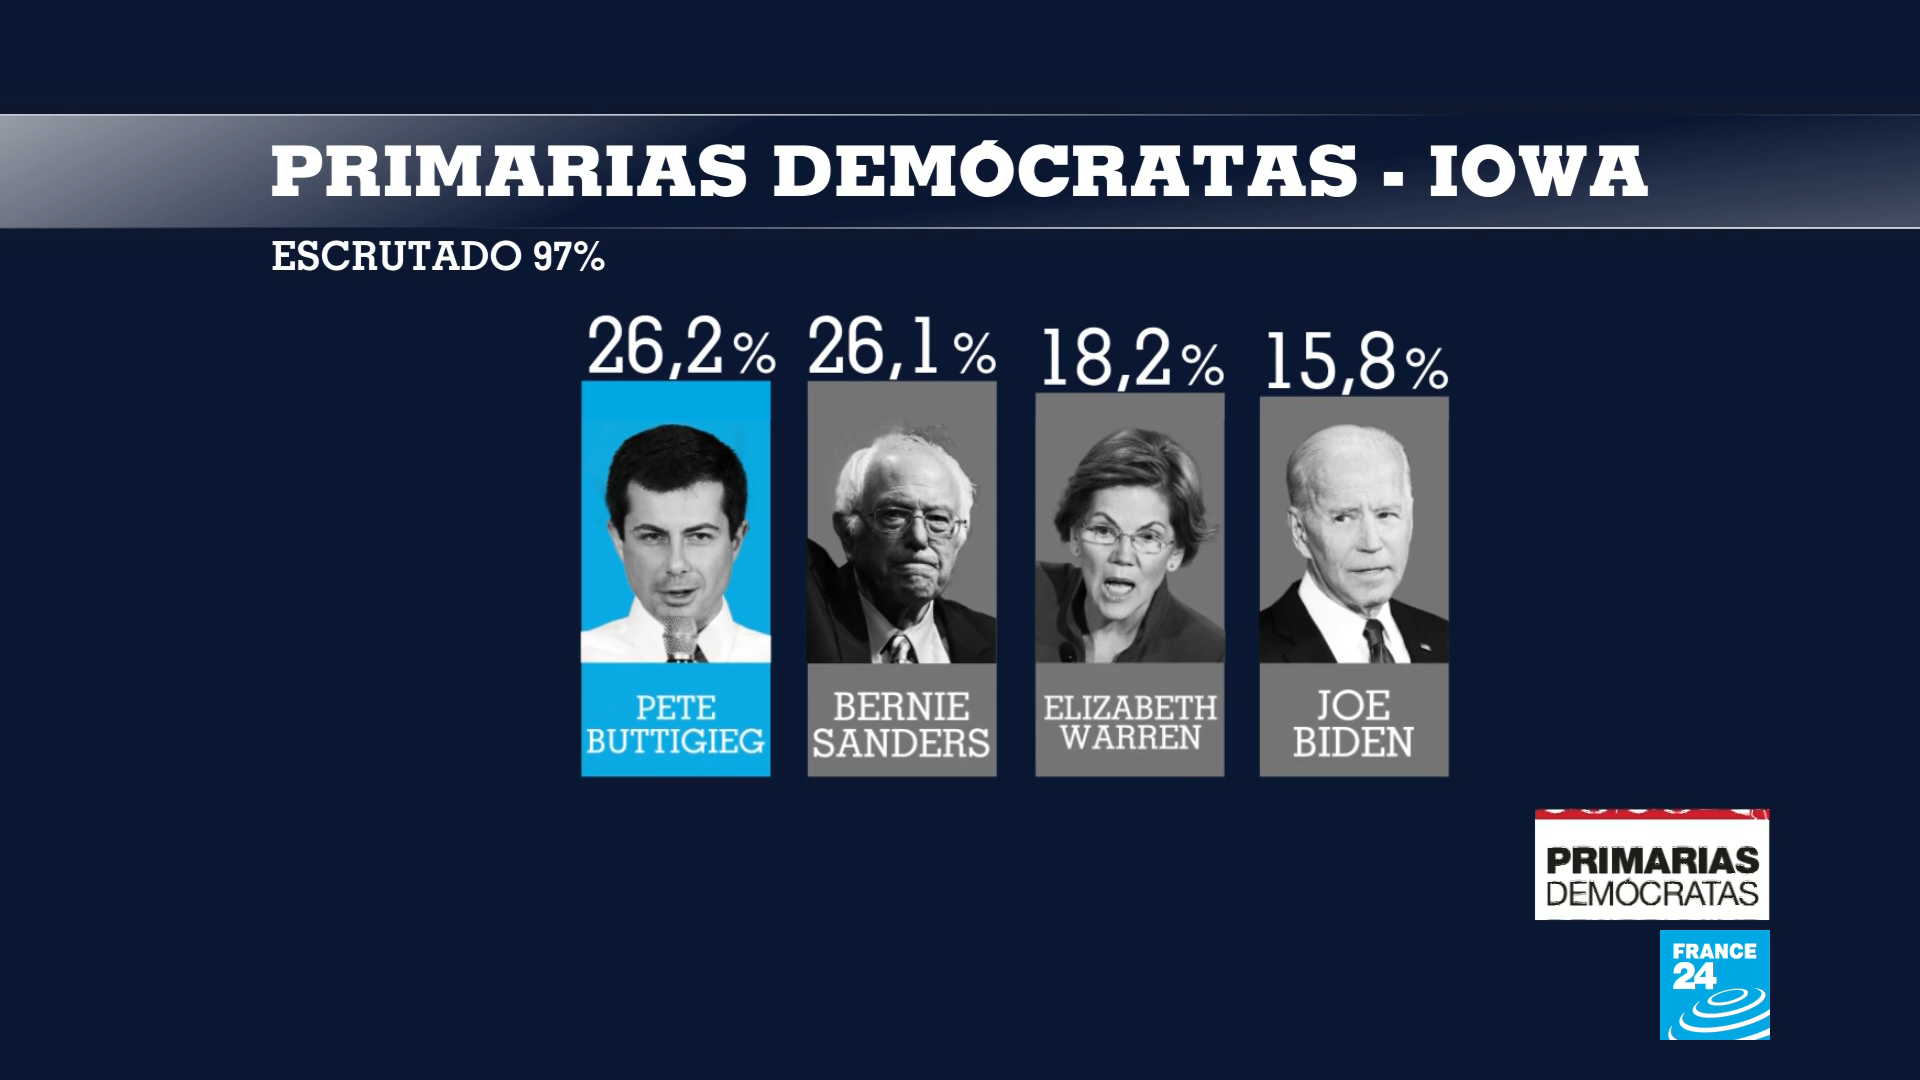 PRIMARIAS DEMÓCRATAS - IOWA
ESCRUTADO 97%
26,2%
26,1%
18,2%
15,8%
PETE
BUTTIGIEG
BERNIE
SANDERS
ELIZABETH
WARREN
JOE
BIDEN
PRIMARIAS
DEMÓCRATAS
FRANCE
24